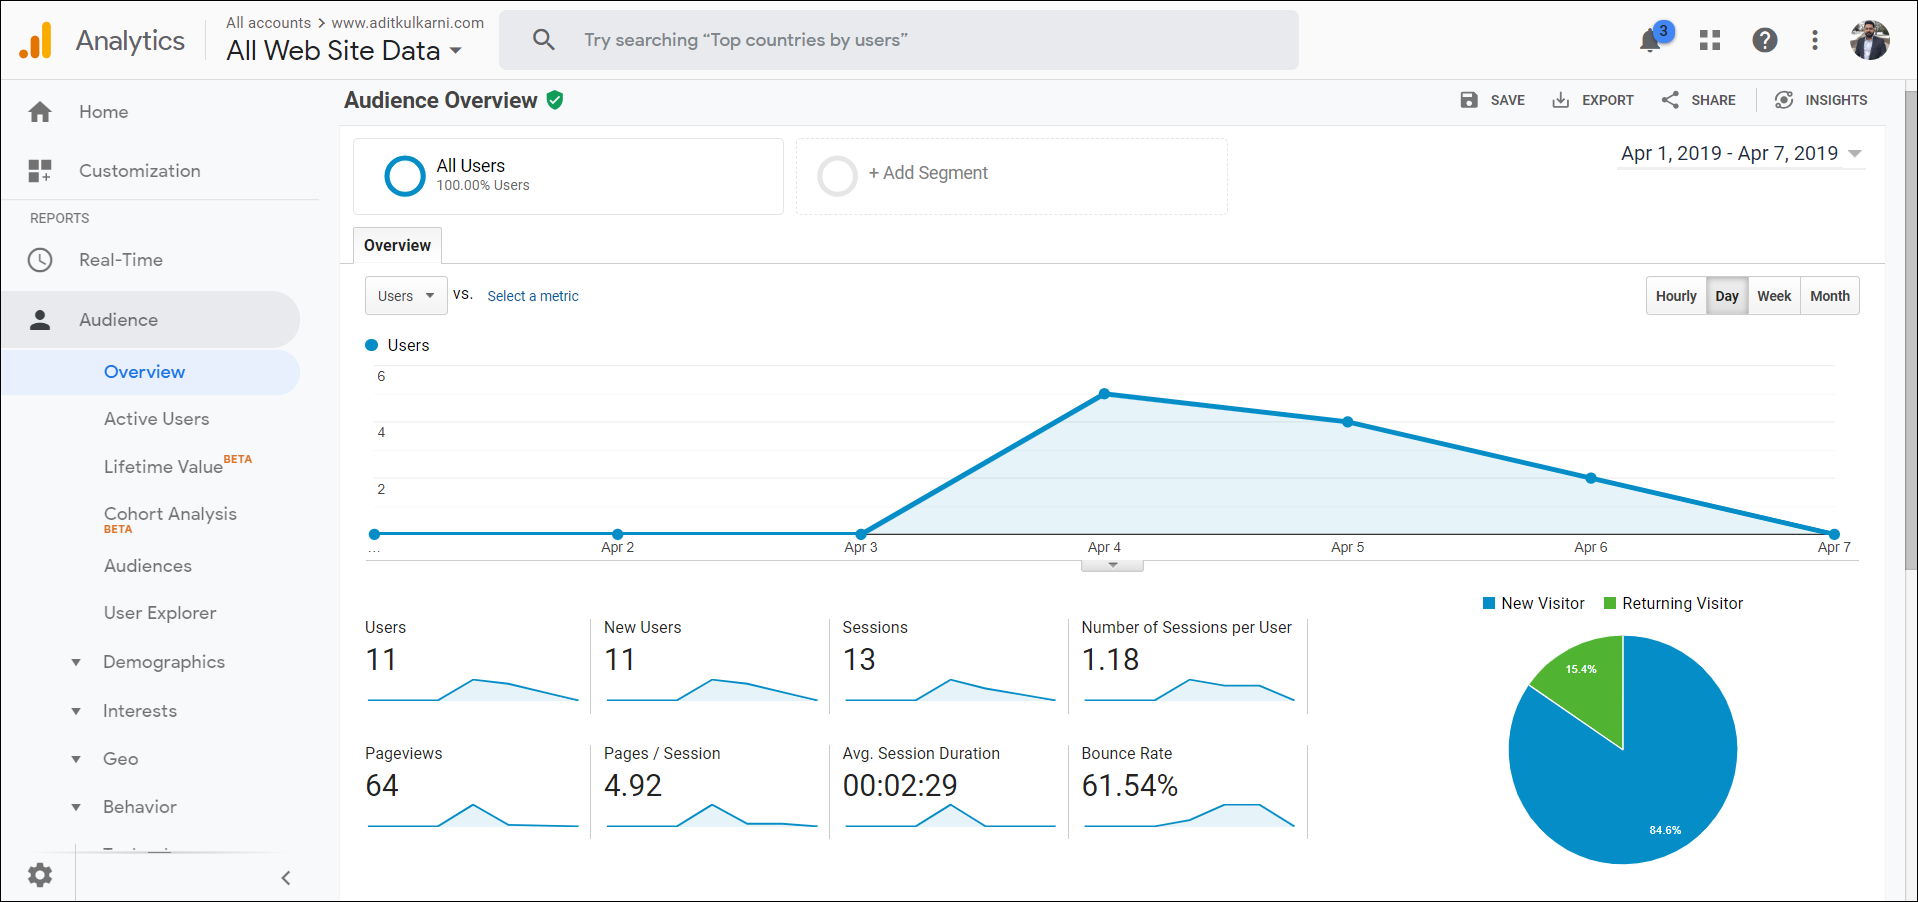 Analytics
All accounts > www.aditkulkarni.com
All Web Site Data
Try searching “Top countries by users”
3
Home
Customization
REPORTS
Real-Time
Audience
Overview
Active Users
Lifetime Value BETA
Cohort Analysis
BETA
Audiences
User Explorer
Demographics
Interests
Geo
Behavior
Audience Overview
SAVE
EXPORT
SHARE
INSIGHTS
All Users
100.00% Users
+ Add Segment
Apr 1, 2019 - Apr 7, 2019
Overview
Users
VS.
Select a metric
Hourly
Day
Week
Month
Users
6
4
2
...
Apr 2
Apr 3
Apr 4
Apr 5
Apr 6
Apr 7
Users
11
New Users
11
Sessions
13
Number of Sessions per User
1.18
Pageviews
64
Pages / Session
4.92
Avg. Session Duration
00:02:29
Bounce Rate
61.54%
New Visitor
Returning Visitor
15.4%
84.6%